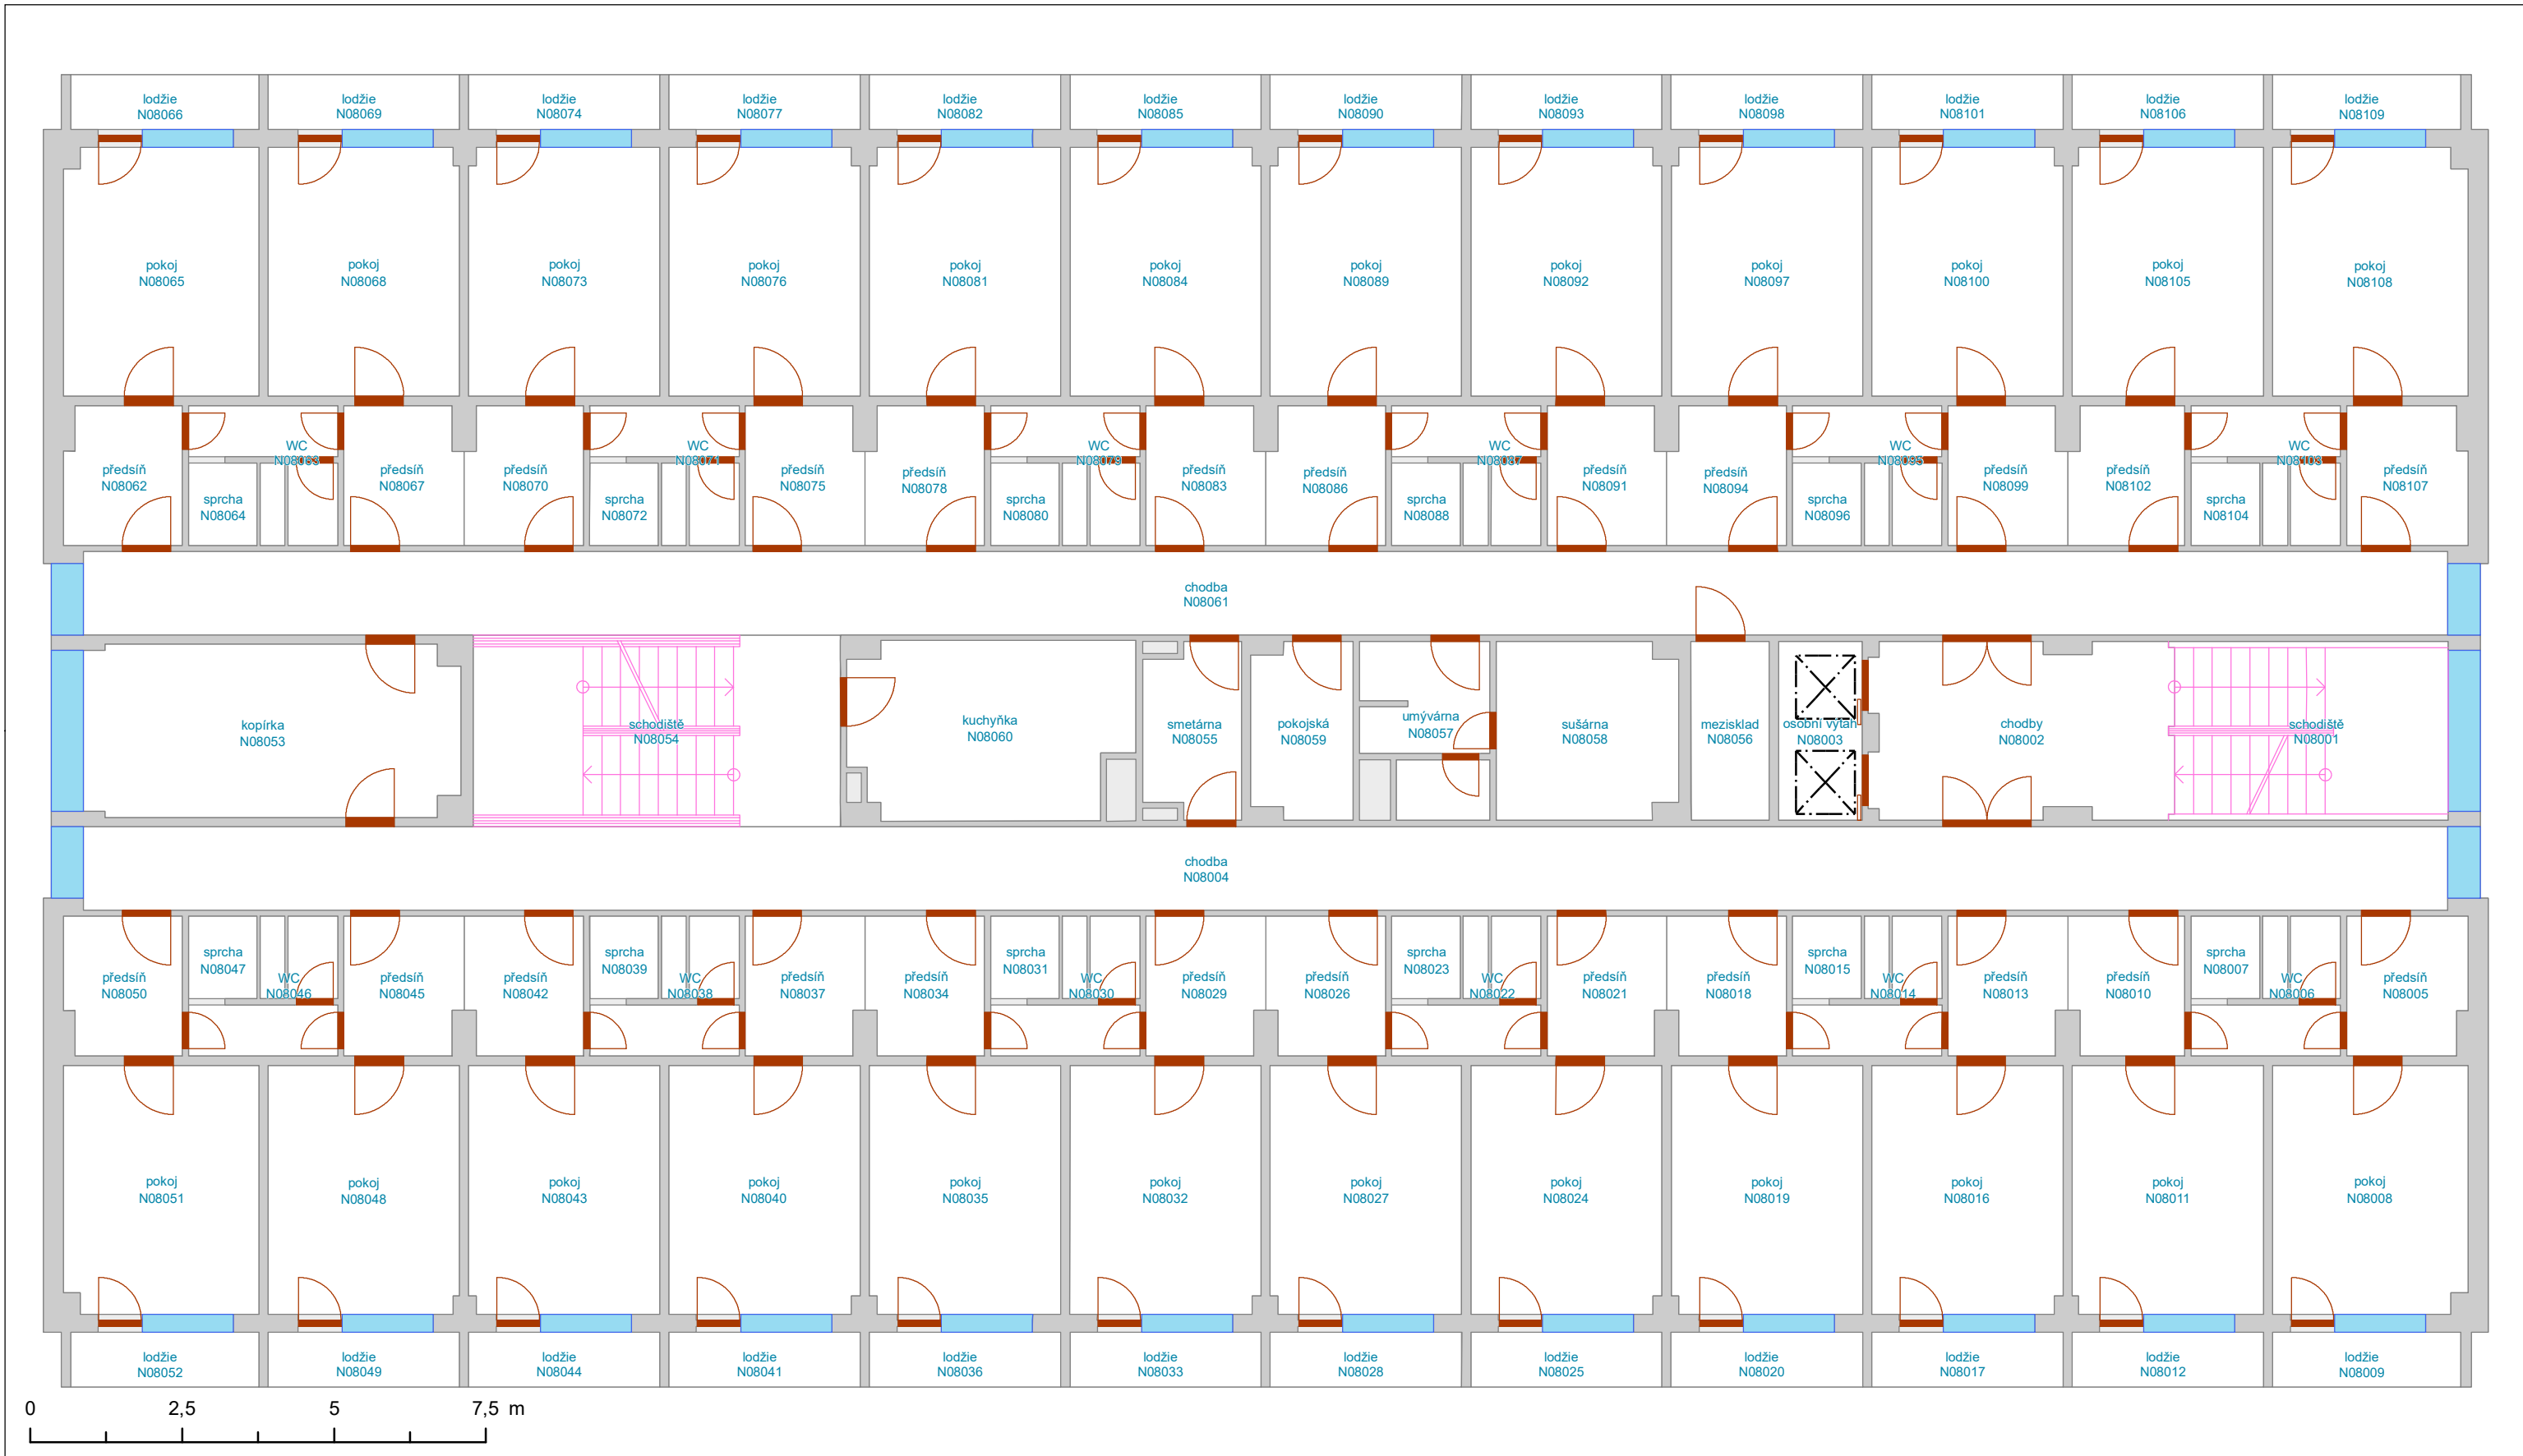 lodžie
N08066
lodžie
N08069
lodžie
N08074
lodžie
N08077
lodžie
N08082
lodžie
N08085
lodžie
N08090
lodžie
N08093
lodžie
N08098
lodžie
N08101
lodžie
N08106
lodžie
N08109
pokoj
N08065
pokoj
N08068
pokoj
N08073
pokoj
N08076
pokoj
N08081
pokoj
N08084
pokoj
N08089
pokoj
N08092
pokoj
N08097
pokoj
N08100
pokoj
N08105
pokoj
N08108
předsíň
N08062
WC
N08063
sprcha
N08064
předsíň
N08067
předsíň
N08070
WC
N08071
sprcha
N08072
předsíň
N08075
předsíň
N08078
WC
N08079
sprcha
N08080
předsíň
N08083
předsíň
N08086
WC
N08087
sprcha
N08088
předsíň
N08091
předsíň
N08094
WC
N08095
sprcha
N08096
předsíň
N08099
předsíň
N08102
WC
N08103
sprcha
N08104
předsíň
N08107
chodba
N08061
kopírka
N08053
schodiště
N08054
kuchyňka
N08060
smetárna
N08055
pokojská
N08059
umývárna
N08057
sušárna
N08058
mezisklad
N08056
osobní výtah
N08003
chodby
N08002
schodiště
N08001
chodba
N08004
předsíň
N08050
sprcha
N08047
WC
N08046
předsíň
N08045
předsíň
N08042
sprcha
N08039
WC
N08038
předsíň
N08037
předsíň
N08034
sprcha
N08031
WC
N08030
předsíň
N08029
předsíň
N08026
sprcha
N08023
WC
N08022
předsíň
N08021
předsíň
N08018
sprcha
N08015
WC
N08014
předsíň
N08013
předsíň
N08010
sprcha
N08007
WC
N08006
předsíň
N08005
pokoj
N08051
pokoj
N08048
pokoj
N08043
pokoj
N08040
pokoj
N08035
pokoj
N08032
pokoj
N08027
pokoj
N08024
pokoj
N08019
pokoj
N08016
pokoj
N08011
pokoj
N08008
lodžie
N08052
lodžie
N08049
lodžie
N08044
lodžie
N08041
lodžie
N08036
lodžie
N08033
lodžie
N08028
lodžie
N08025
lodžie
N08020
lodžie
N08017
lodžie
N08012
lodžie
N08009
0 2,5 5 7,5 m